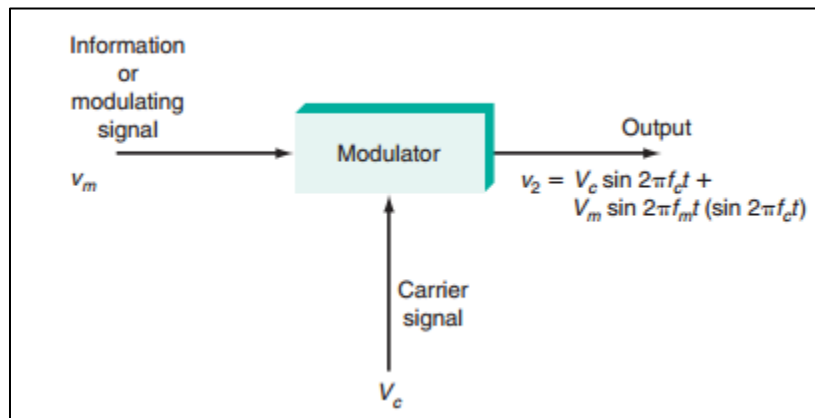 Information
or
modulating
signal
v_m
Modulator
Output
v_2 = V_c sin 2πf_ct +
V_m sin 2πf_mt (sin 2πf_ct)
Carrier
signal
V_c